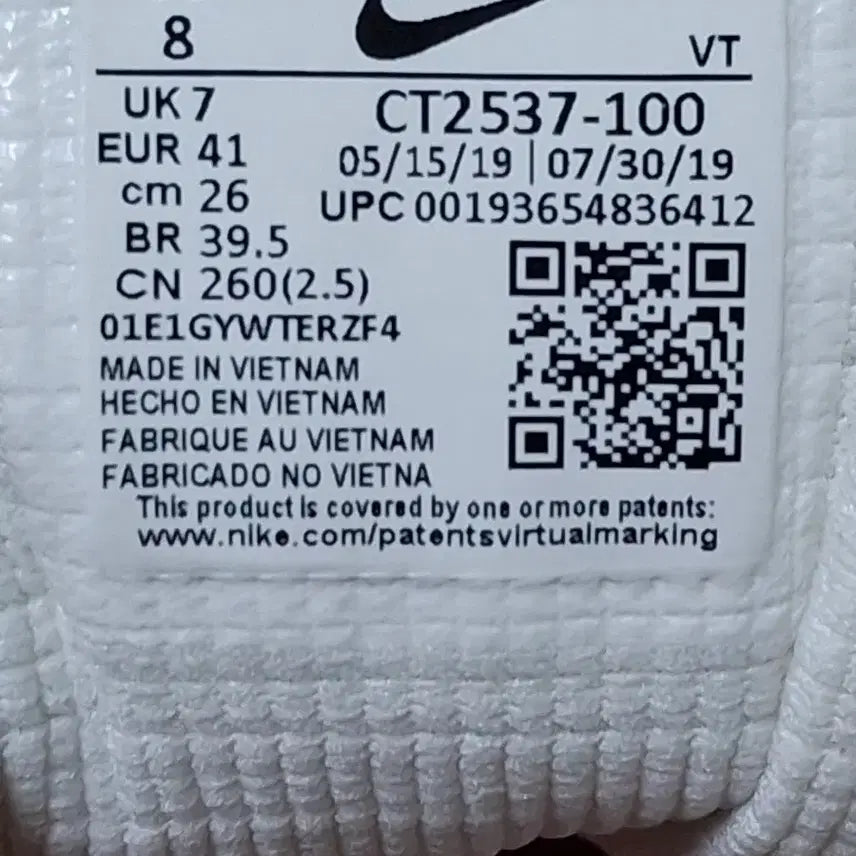 8
VT
UK 7
EUR 41
cm 26
BR 39.5
CN 260(2.5)
CT2537-100
05/15/19 | 07/30/19
UPC 00193654836412
01E1GYWTERZF4
MADE IN VIETNAM
HECHO EN VIETNAM
FABRIQUE AU VIETNAM
FABRICADO NO VIETNA
This product is covered by one or more patents:
www.nike.com/patentsvirtualmarking